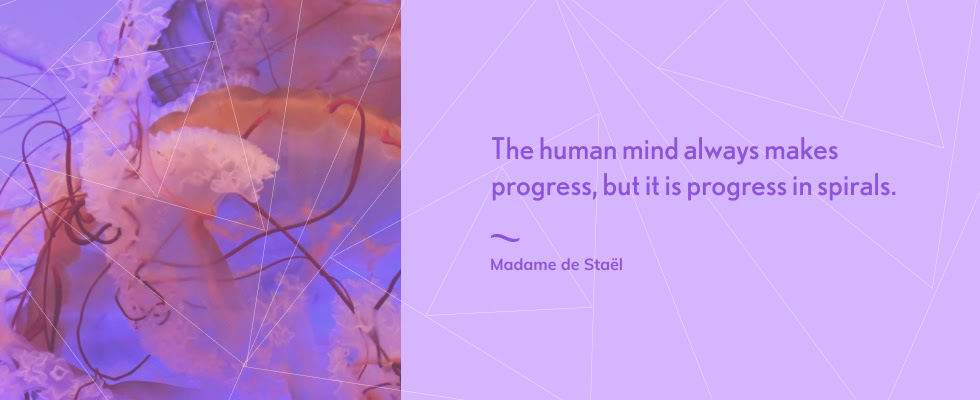 The human mind always makes
progress, but it is progress in spirals.
Madame de Staël